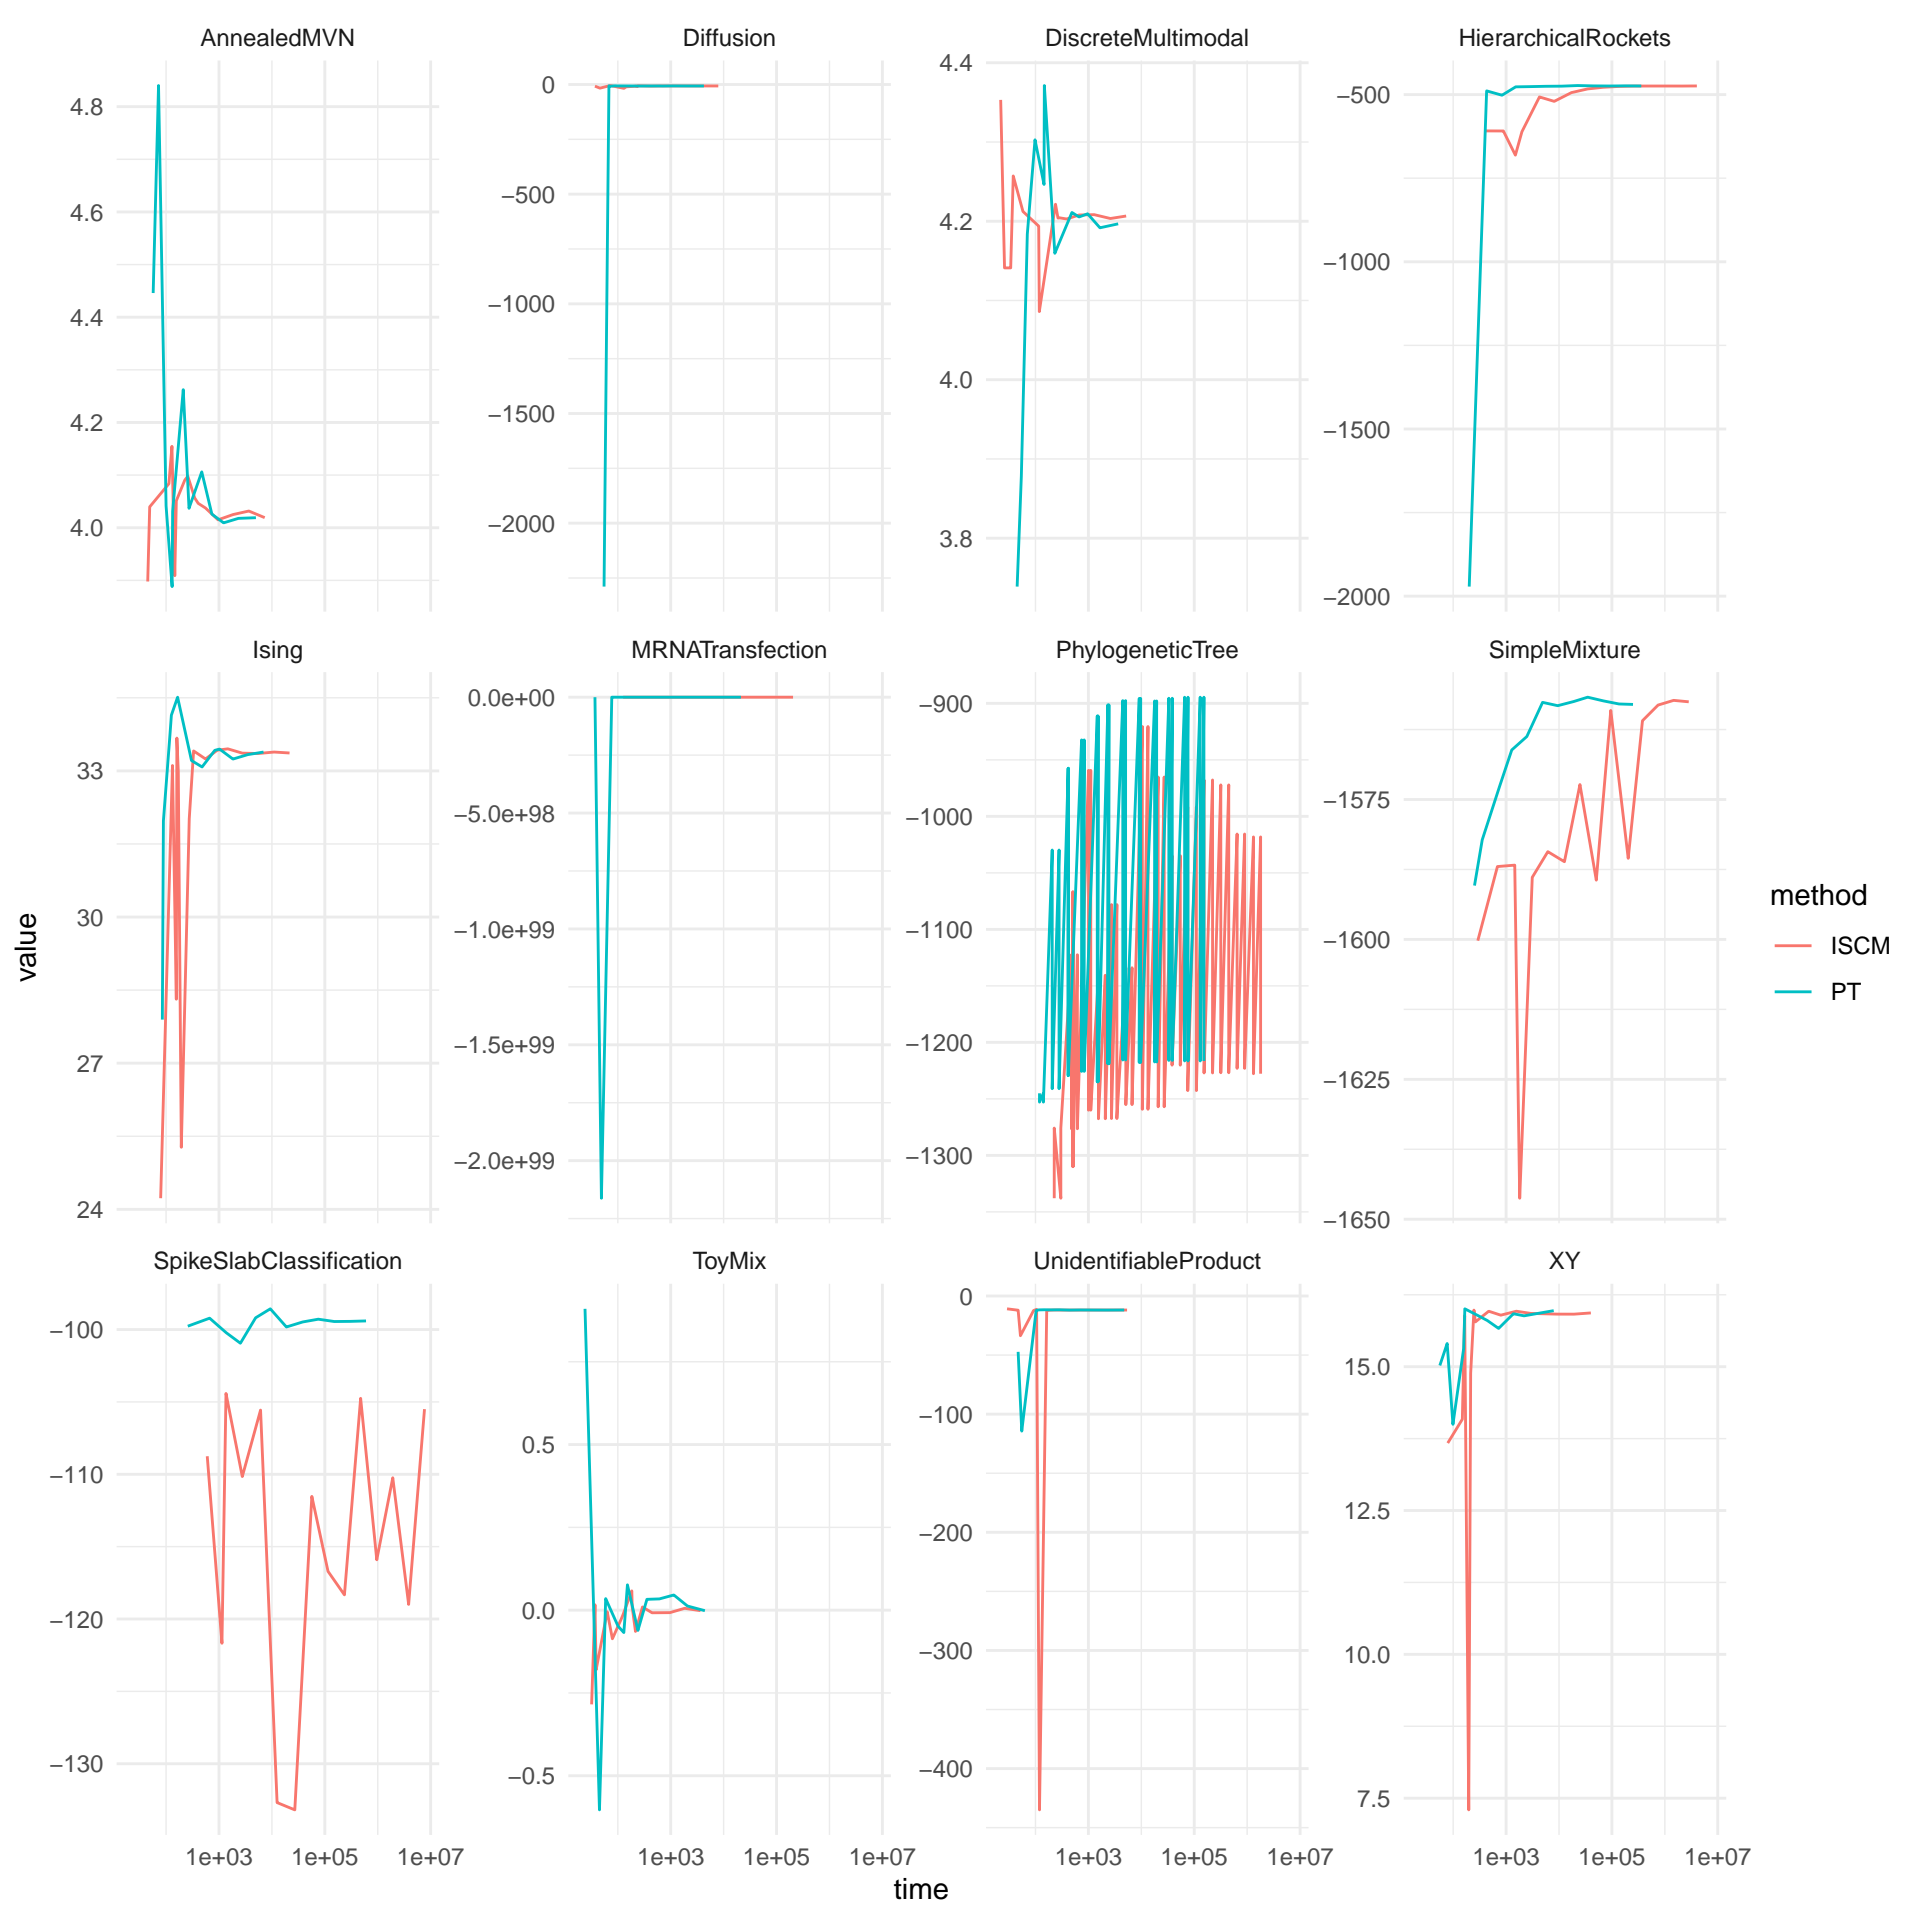 AnnealedMVN
Diffusion
DiscreteMultimodal
HierarchicalRockets
4.8
4.6
4.4
4.2
4.0
0
−500
−1000
−1500
−2000
4.4
4.2
4.0
3.8
−500
−1000
−1500
−2000
Ising
MRNATransfection
PhylogeneticTree
SimpleMixture
33
30
27
24
0.0e+00
−5.0e+98
−1.0e+99
−1.5e+99
−2.0e+99
−900
−1000
−1100
−1200
−1300
−1575
−1600
−1625
−1650
SpikeSlabClassification
ToyMix
UnidentifiableProduct
XY
−100
−110
−120
−130
0.5
0.0
−0.5
0
−100
−200
−300
−400
15.0
12.5
10.0
7.5
1e+03 1e+05 1e+07
1e+03 1e+05 1e+07
1e+03 1e+05 1e+07
1e+03 1e+05 1e+07
time
value
method
ISCM
PT